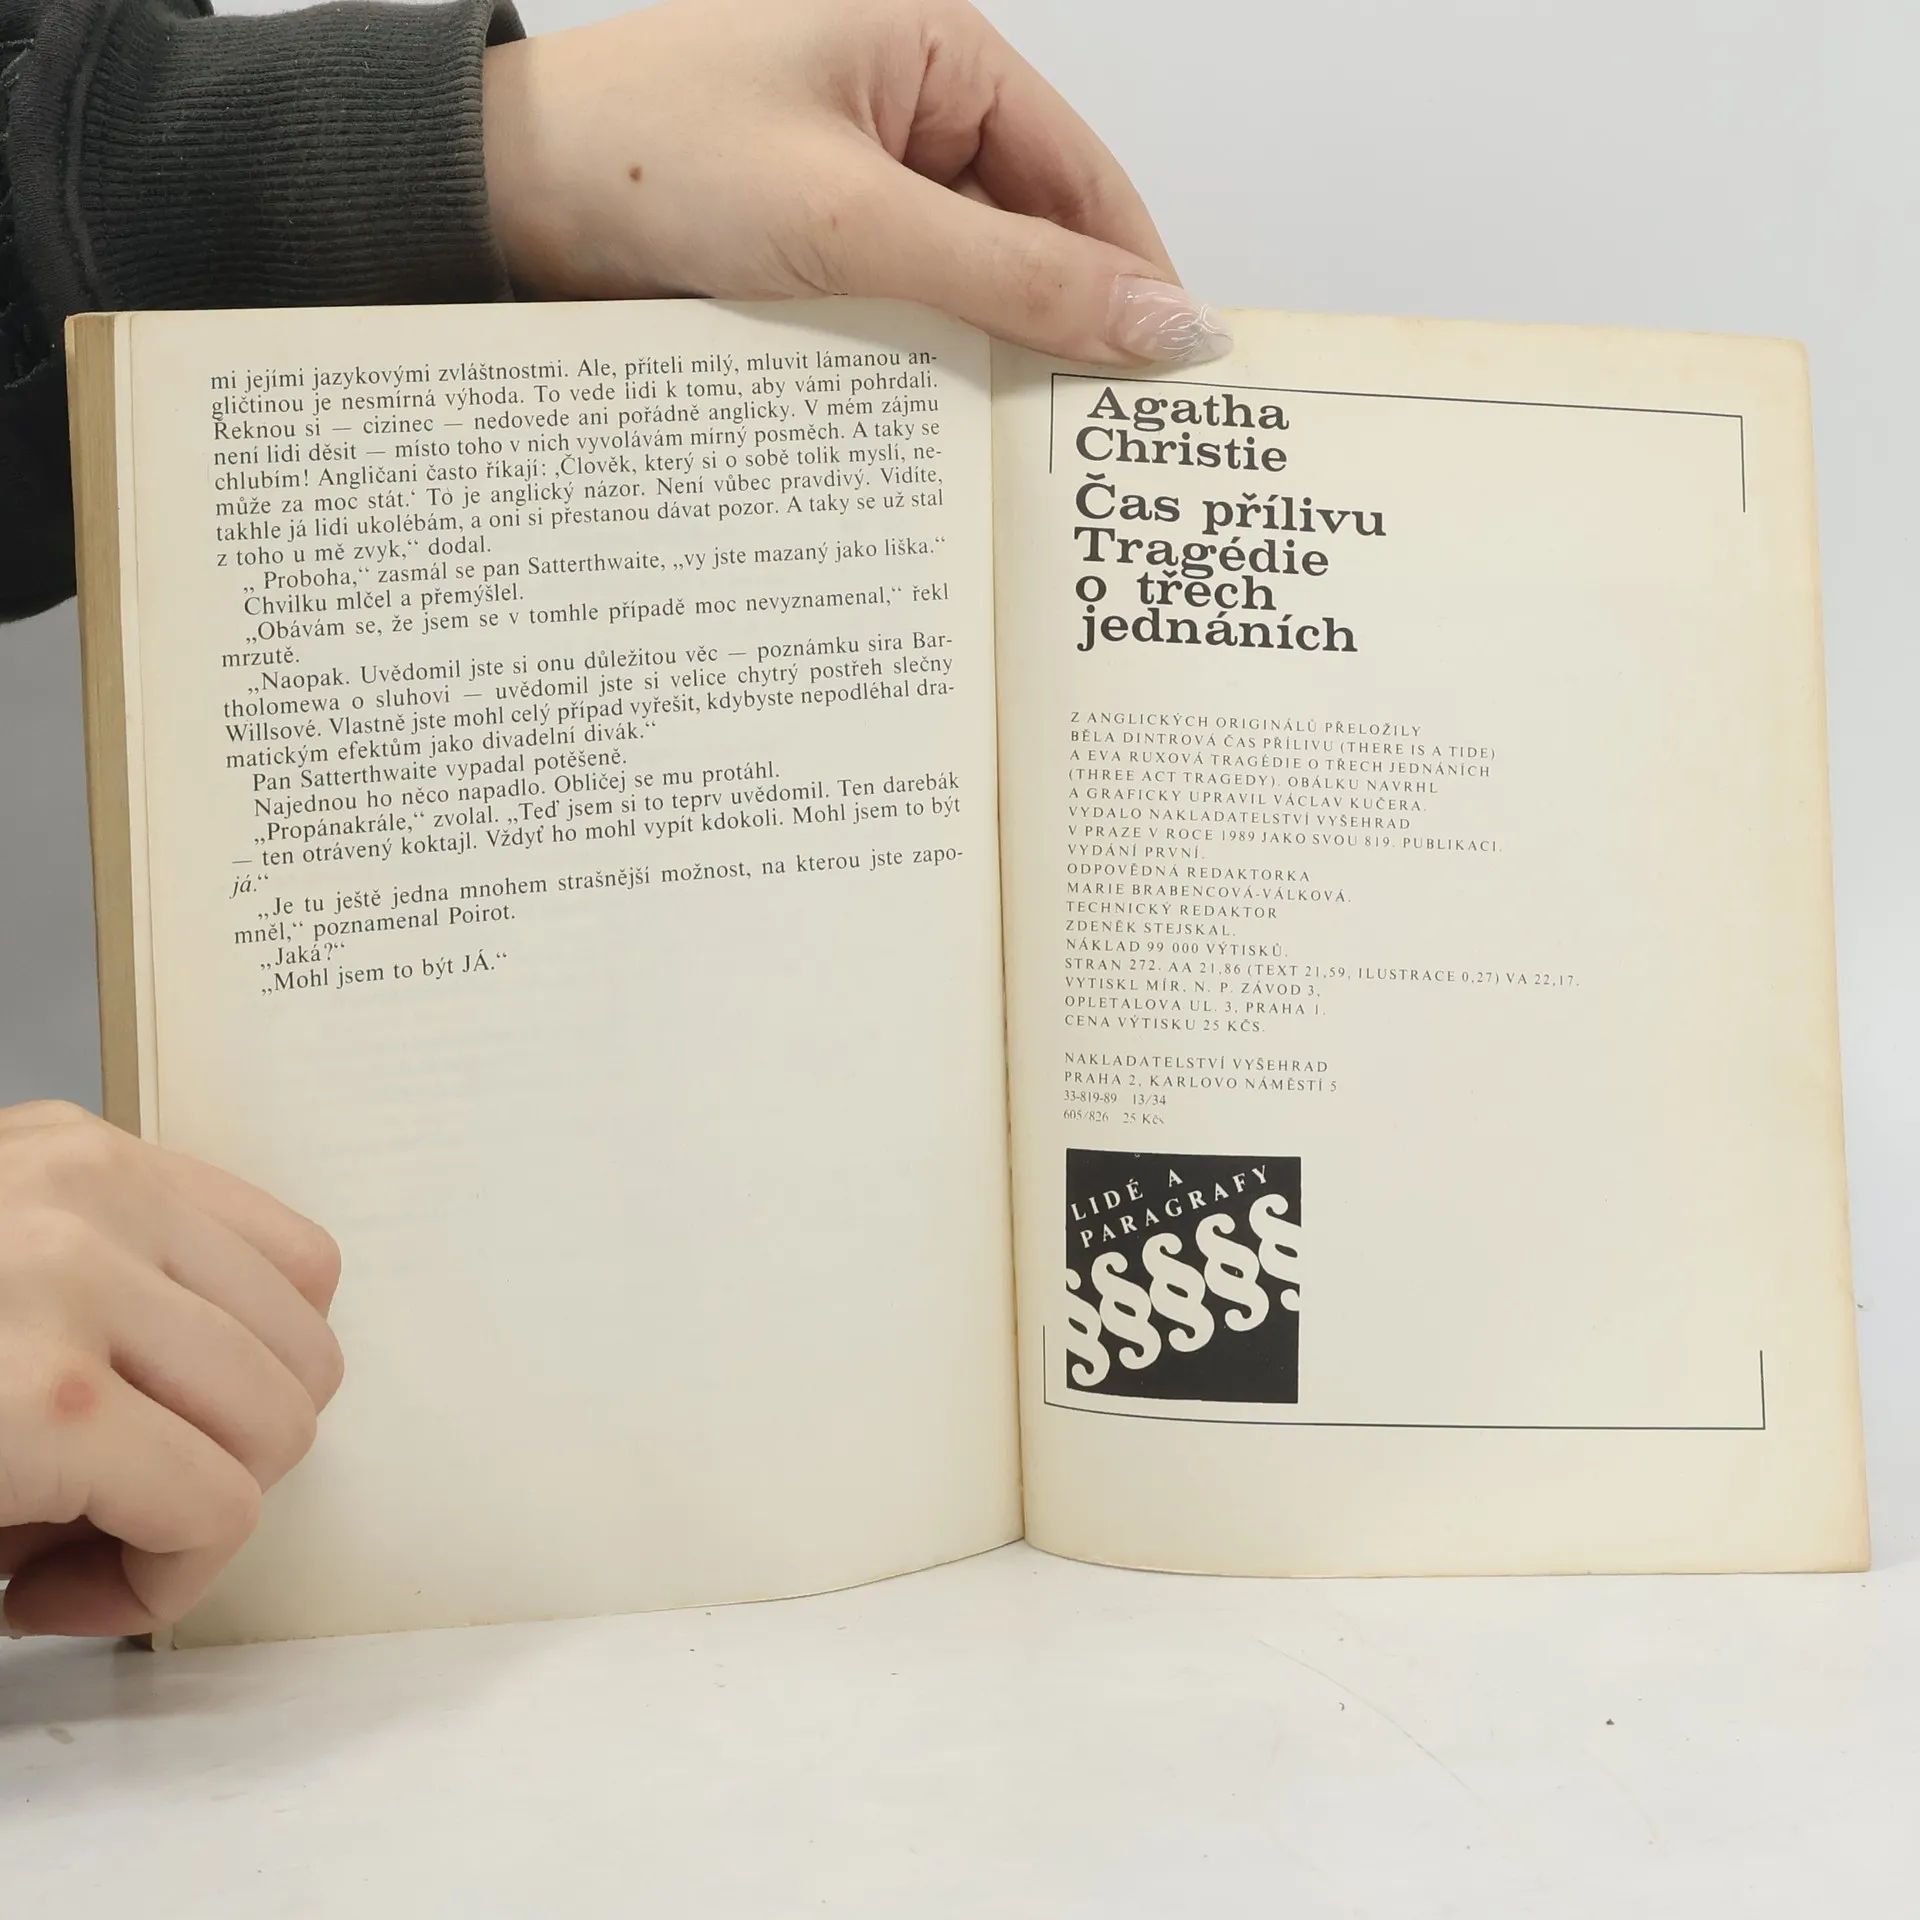 mi jejími jazykovými zvláštnostmi. Ale, příteli milý, mluvit lámanou an-
gličtinou je nesmírná výhoda. To vede lidi k tomu, aby vámi pohrdali.
Řeknou si — cizinec — nedovede ani pořádně anglicky. V mém zájmu
není lidi děsit — místo toho v nich vyvolávám mírný posměch. A taky se
chlubím! Angličani často říkají: ‚Člověk, který si o sobě tolik myslí, ne-
může za moc stát.‘ To je anglický názor. Není vůbec pravdivý. Vidíte,
takhle já lidi ukolébám, a oni si přestanou dávat pozor. A taky se už stal
z toho u mě zvyk,“ dodal.
„ Proboha,“ zasmál se pan Satterthwaite, „vy jste mazaný jako liška.“
Chvilku mlčel a přemýšlel.
„Obávám se, že jsem se v tomhle případě moc nevyznamenal,“ řekl
mrzutě.
„Naopak. Uvědomil jste si onu důležitou věc — poznámku sira Bar-
tholomewa o sluhovi — uvědomil jste si velice chytrý postřeh slečny
Willsové. Vlastně jste mohl celý případ vyřešit, kdybyste nepodléhal dra-
matickým efektům jako divadelní divák.“
Pan Satterthwaite vypadal potěšeně.
Najednou ho něco napadlo. Obličej se mu protáhl.
„Propánakrále,“ zvolal. „Teď jsem si to teprv uvědomil. Ten darebák
— ten otrávený koktajl. Vždyť ho mohl vypít kdokoli. Mohl jsem to být
já.“
„Je tu ještě jedna mnohem strašnější možnost, na kterou jste zapo-
mněl,“ poznamenal Poirot.
„Jaká?“
„Mohl jsem to být JÁ.“
Agatha
Christie
Čas přílivu
Tragédie
o třech
jednáních
Z ANGLICKÝCH ORIGINÁLŮ PŘELOŽILY
BĚLA DINTROVÁ ČAS PŘÍLIVU (THERE IS A TIDE)
A EVA RUXOVÁ TRAGÉDIE O TŘECH JEDNÁNÍCH
(THREE ACT TRAGEDY). OBÁLKU NAVRHL
A GRAFICKY UPRAVIL VÁCLAV KUČERA.
VYDALO NAKLADATELSTVÍ VYŠEHRAD
V PRAZE V ROCE 1989 JAKO SVOU 819. PUBLIKACI.
VYDÁNÍ PRVNÍ.
ODPOVĚDNÁ REDAKTORKA
MARIE BRABENCOVÁ-VÁLKOVÁ.
TECHNICKÝ REDAKTOR
ZDENĚK STEJSKAL.
NÁKLAD 99 000 VÝTISKŮ.
STRAN 272. AA 21,86 (TEXT 21,59, ILUSTRACE 0,27) VA 22,17.
VYTISKL MÍR, N. P. ZÁVOD 3,
OPLETALOVA UL. 3, PRAHA 1.
CENA VÝTISKU 25 KČS.
NAKLADATELSTVÍ VYŠEHRAD
PRAHA 2, KARLOVO NÁMĚSTÍ 5
33-819-89 13/34
605/826 25 Kčs
LIDÉ A
PARAGRAFY
§§§§§